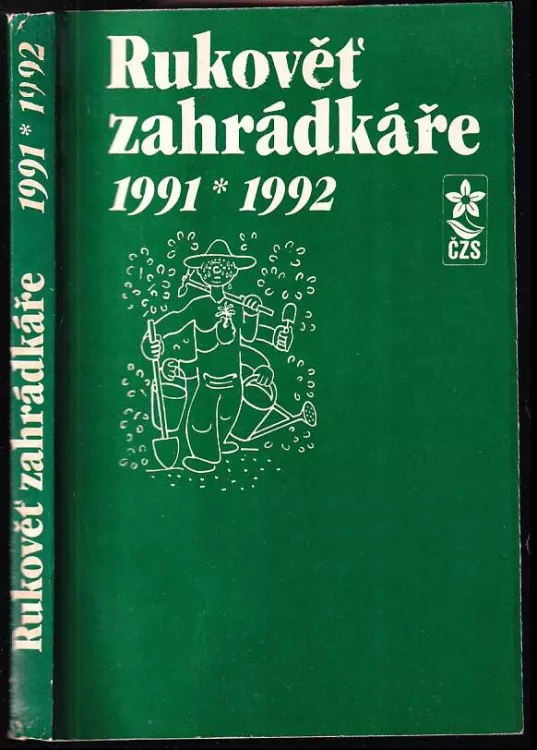 Rukověť
zahrádkáře
1991 * 1992
ČZS
Rukověť zahrádkáře 1991 * 1992